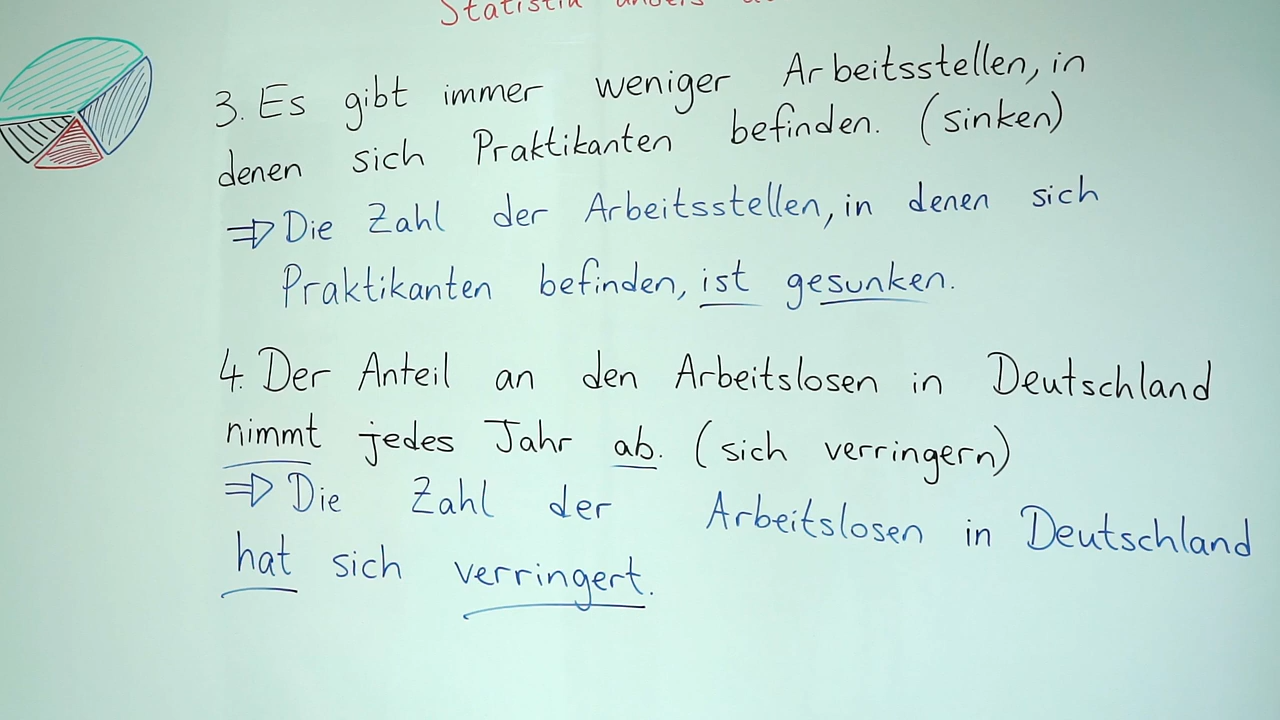 Statistik anders
3. Es gibt immer weniger Arbeitsstellen, in
denen sich Praktikanten befinden. (sinken)
⇒ Die Zahl der Arbeitsstellen, in denen sich
Praktikanten befinden, ist gesunken.
4. Der Anteil an den Arbeitslosen in Deutschland
nimmt jedes Jahr ab. (sich verringern)
⇒ Die Zahl der Arbeitslosen in Deutschland
hat sich verringert.